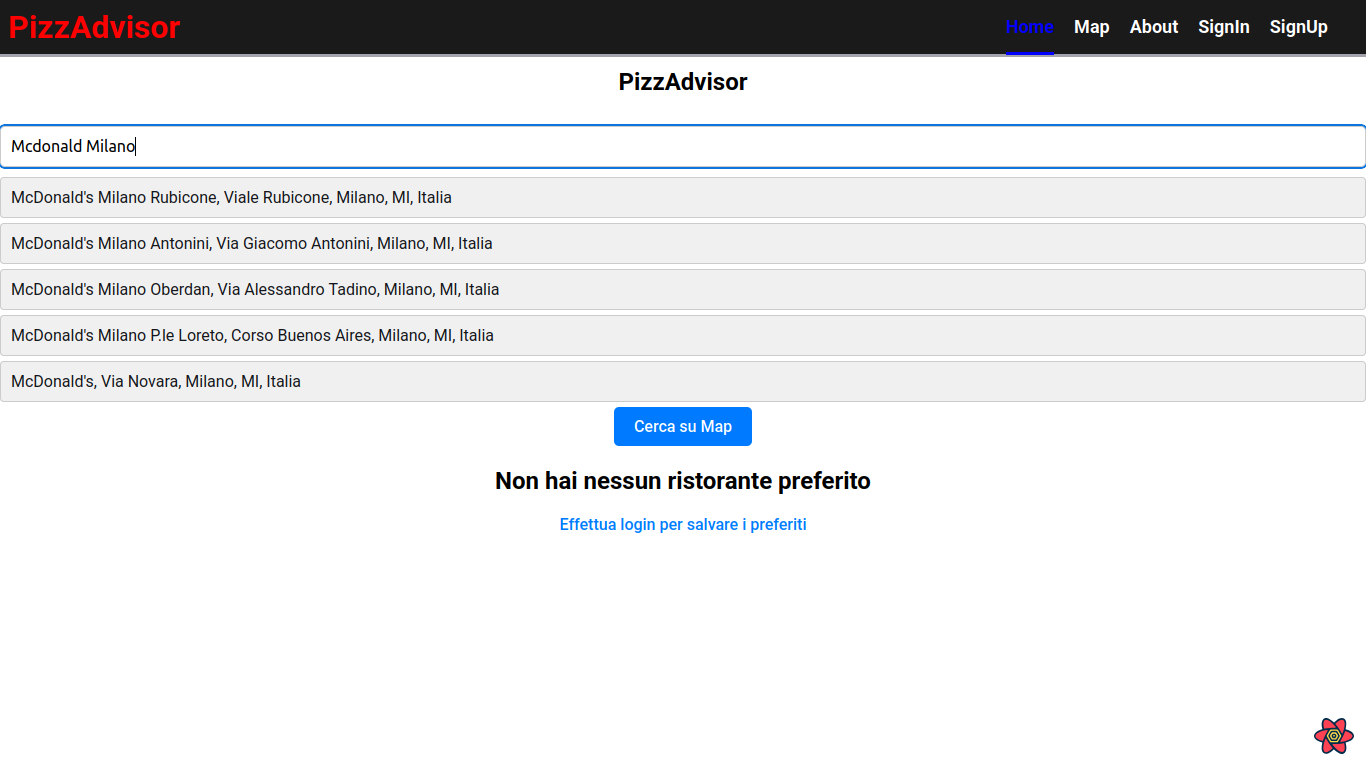 PizzAdvisor
Home Map About SignIn SignUp
PizzAdvisor
Mcdonald Milano
McDonald's Milano Rubicone, Viale Rubicone, Milano, MI, Italia
McDonald's Milano Antonini, Via Giacomo Antonini, Milano, MI, Italia
McDonald's Milano Oberdan, Via Alessandro Tadino, Milano, MI, Italia
McDonald's Milano P.le Loreto, Corso Buenos Aires, Milano, MI, Italia
McDonald's, Via Novara, Milano, MI, Italia
Cerca su Map
Non hai nessun ristorante preferito
Effettua login per salvare i preferiti